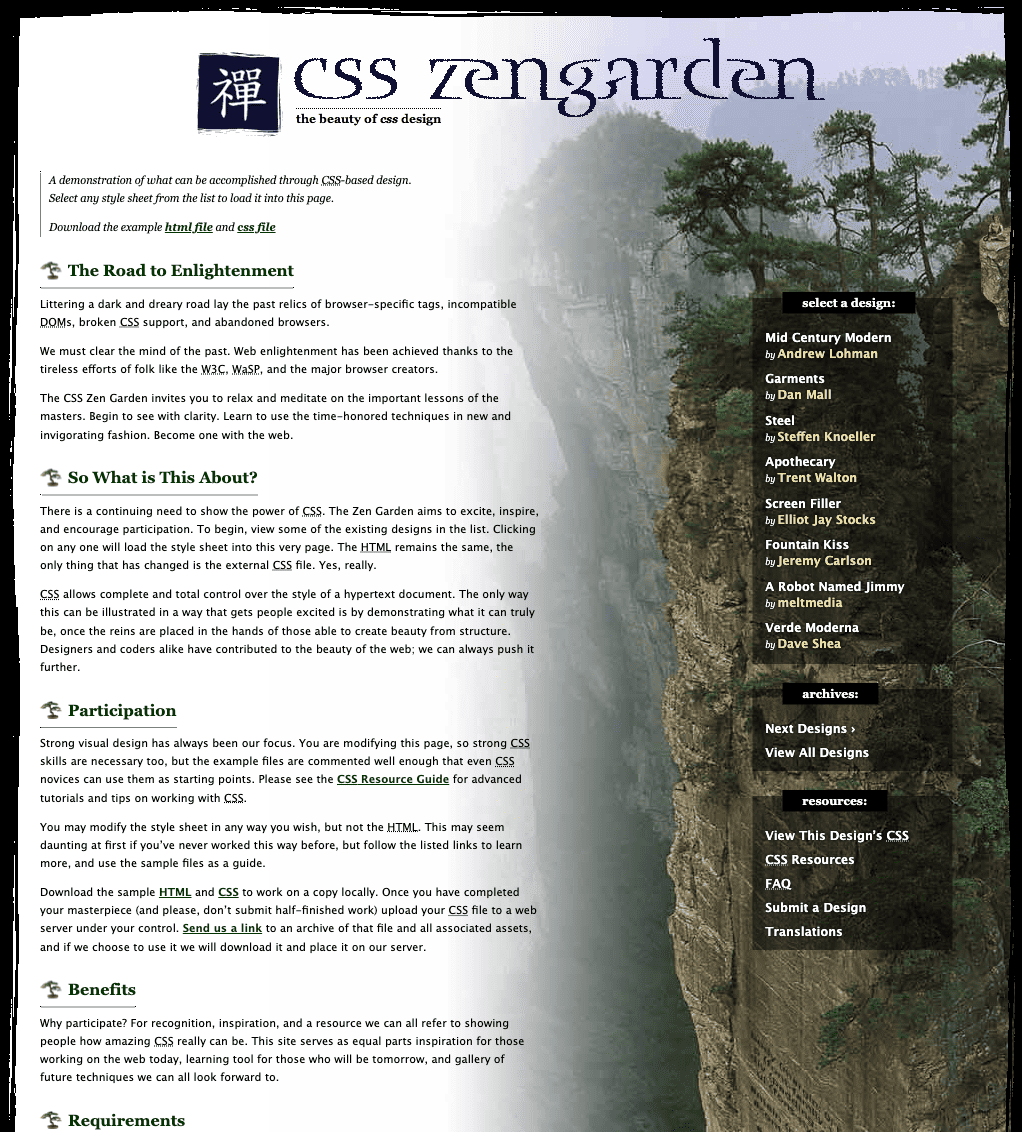 禪
css zengarden
the beauty of css design
A demonstration of what can be accomplished through CSS-based design.
Select any style sheet from the list to load it into this page.
Download the example html file and css file
The Road to Enlightenment
Littering a dark and dreary road lay the past relics of browser-specific tags, incompatible
DOMs, broken CSS support, and abandoned browsers.
We must clear the mind of the past. Web enlightenment has been achieved thanks to the
tireless efforts of folk like the W3C, WaSP, and the major browser creators.
The CSS Zen Garden invites you to relax and meditate on the important lessons of the
masters. Begin to see with clarity. Learn to use the time-honored techniques in new and
invigorating fashion. Become one with the web.
So What is This About?
There is a continuing need to show the power of CSS. The Zen Garden aims to excite, inspire,
and encourage participation. To begin, view some of the existing designs in the list. Clicking
on any one will load the style sheet into this very page. The HTML remains the same, the
only thing that has changed is the external CSS file. Yes, really.
CSS allows complete and total control over the style of a hypertext document. The only way
this can be illustrated in a way that gets people excited is by demonstrating what it can truly
be, once the reins are placed in the hands of those able to create beauty from structure.
Designers and coders alike have contributed to the beauty of the web; we can always push it
further.
Participation
Strong visual design has always been our focus. You are modifying this page, so strong CSS
skills are necessary too, but the example files are commented well enough that even CSS
novices can use them as starting points. Please see the CSS Resource Guide for advanced
tutorials and tips on working with CSS.
You may modify the style sheet in any way you wish, but not the HTML. This may seem
daunting at first if you’ve never worked this way before, but follow the listed links to learn
more, and use the sample files as a guide.
Download the sample HTML and CSS to work on a copy locally. Once you have completed
your masterpiece (and please, don’t submit half-finished work) upload your CSS file to a web
server under your control. Send us a link to an archive of that file and all associated assets,
and if we choose to use it we will download it and place it on our server.
Benefits
Why participate? For recognition, inspiration, and a resource we can all refer to showing
people how amazing CSS really can be. This site serves as equal parts inspiration for those
working on the web today, learning tool for those who will be tomorrow, and gallery of
future techniques we can all look forward to.
Requirements
select a design:
Mid Century Modern
by Andrew Lohman
Garments
by Dan Mall
Steel
by Steffen Knoeller
Apothecary
by Trent Walton
Screen Filler
by Elliot Jay Stocks
Fountain Kiss
by Jeremy Carlson
A Robot Named Jimmy
by meltmedia
Verde Moderna
by Dave Shea
archives:
Next Designs ›
View All Designs
resources:
View This Design’s CSS
CSS Resources
FAQ
Submit a Design
Translations